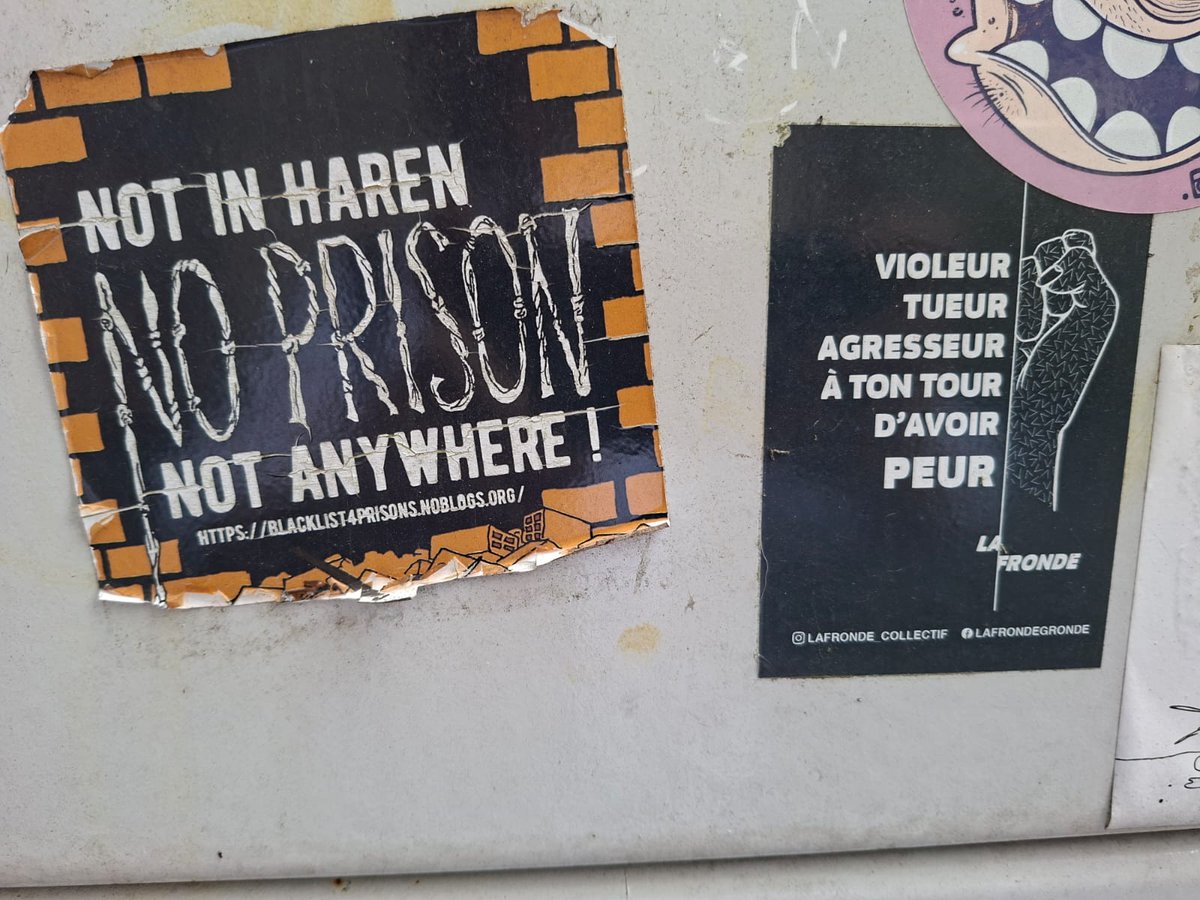 NOT IN HAREN
NO PRISON
NOT ANYWHERE !
HTTPS://BLACKLIST4PRISONS.NOBLOGS.ORG/
VIOLEUR
TUEUR
AGRESSEUR
À TON TOUR
D'AVOIR
PEUR
LA
FRONDE
LAFRONDE_COLLECTIF LAFRONDEGRONDE